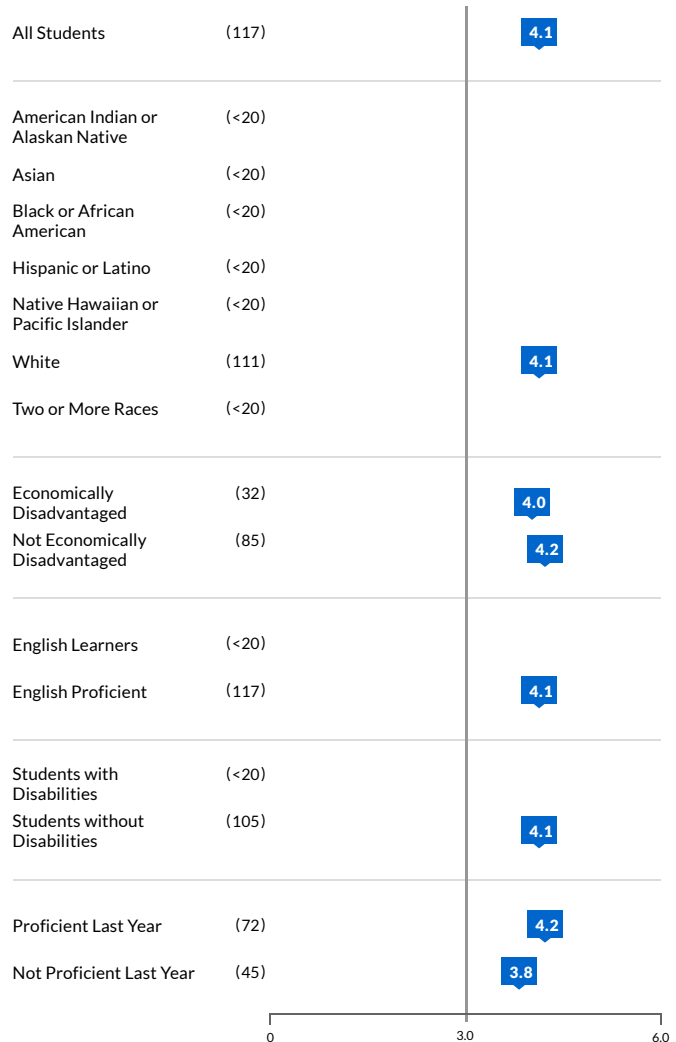 All Students (117) 4.1
American Indian or (<20)
Alaskan Native
Asian (<20)
Black or African (<20)
American
Hispanic or Latino (<20)
Native Hawaiian or (<20)
Pacific Islander
White (111) 4.1
Two or More Races (<20)
Economically (32) 4.0
Disadvantaged
Not Economically (85) 4.2
Disadvantaged
English Learners (<20)
English Proficient (117) 4.1
Students with (<20)
Disabilities
Students without (105) 4.1
Disabilities
Proficient Last Year (72) 4.2
Not Proficient Last Year (45) 3.8
0 3.0 6.0